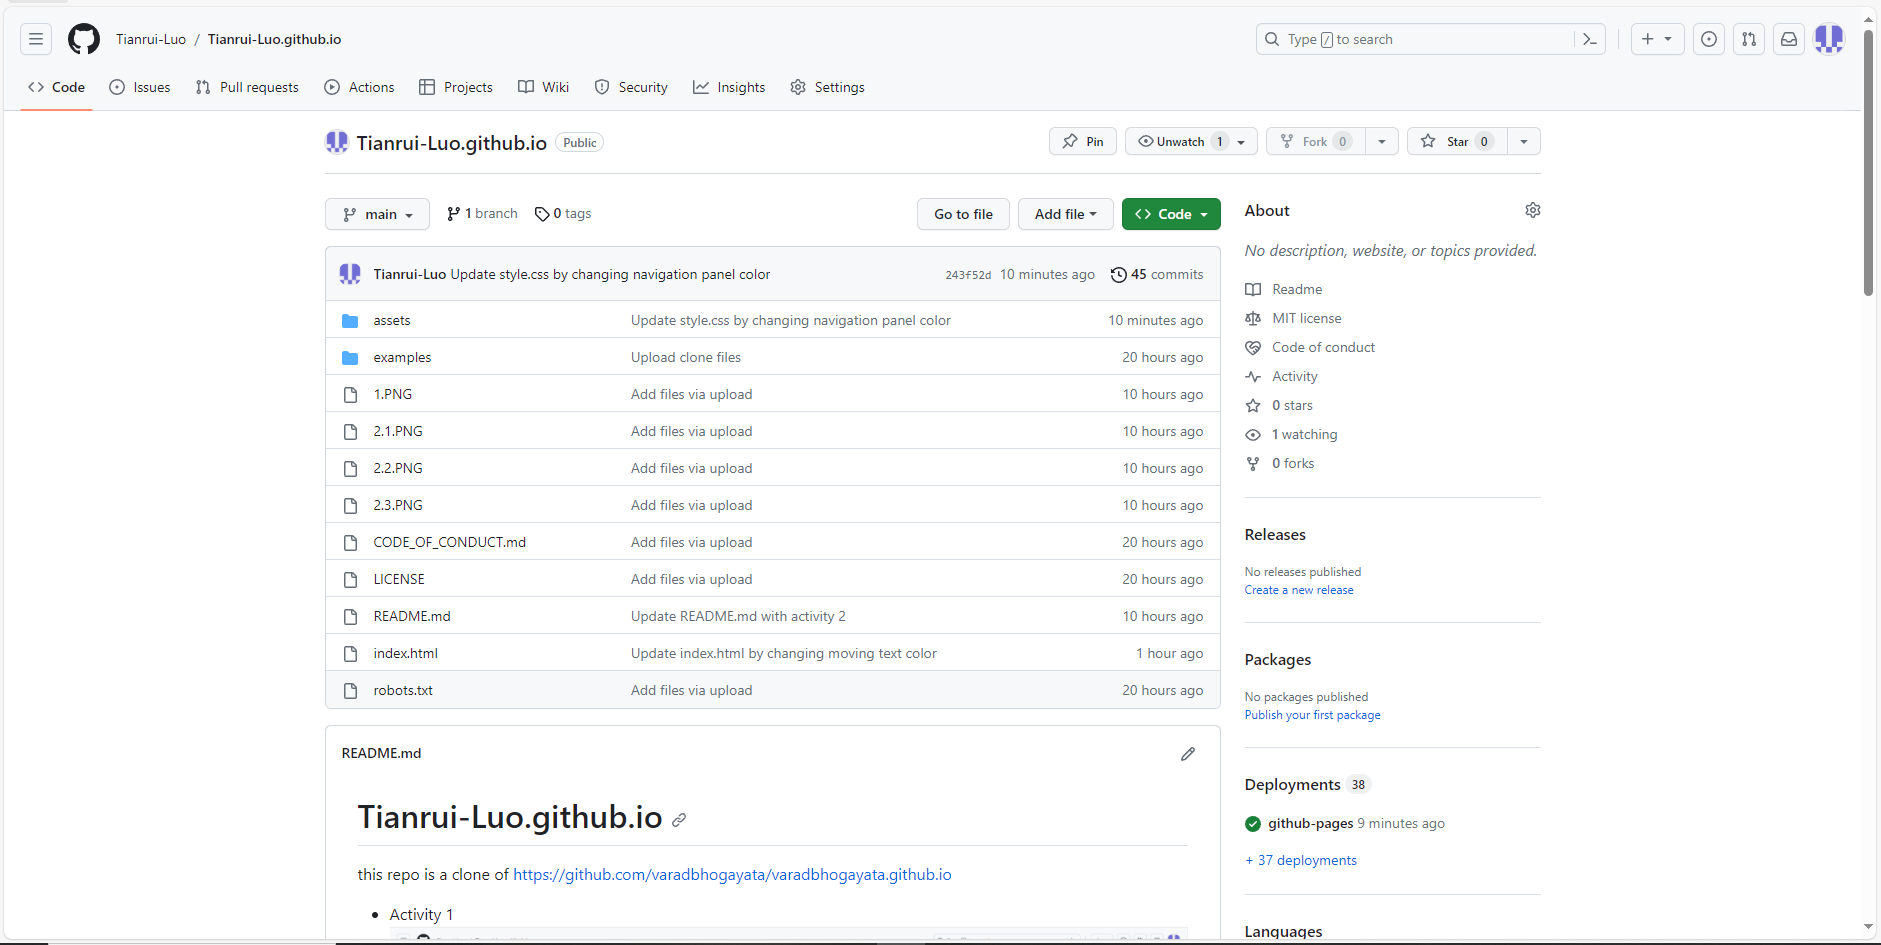 Tianrui-Luo / Tianrui-Luo.github.io
Type / to search
Code Issues Pull requests Actions Projects Wiki Security Insights Settings
Tianrui-Luo.github.io Public
Pin Unwatch 1 Fork 0 Star 0
main 1 branch 0 tags Go to file Add file Code
Tianrui-Luo Update style.css by changing navigation panel color 243f52d 10 minutes ago 45 commits
assets Update style.css by changing navigation panel color 10 minutes ago
examples Upload clone files 20 hours ago
1.PNG Add files via upload 10 hours ago
2.1.PNG Add files via upload 10 hours ago
2.2.PNG Add files via upload 10 hours ago
2.3.PNG Add files via upload 10 hours ago
CODE_OF_CONDUCT.md Add files via upload 20 hours ago
LICENSE Add files via upload 20 hours ago
README.md Update README.md with activity 2 10 hours ago
index.html Update index.html by changing moving text color 1 hour ago
robots.txt Add files via upload 20 hours ago
README.md
Tianrui-Luo.github.io
this repo is a clone of https://github.com/varadbhogayata/varadbhogayata.github.io
Activity 1
About
No description, website, or topics provided.
Readme
MIT license
Code of conduct
Activity
0 stars
1 watching
0 forks
Releases
No releases published
Create a new release
Packages
No packages published
Publish your first package
Deployments 38
github-pages 9 minutes ago
+ 37 deployments
Languages